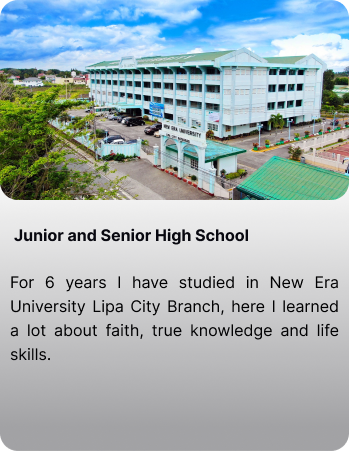 NEW ERA UNIVERSITY
Junior and Senior High School
For 6 years I have studied in New Era
University Lipa City Branch, here I learned
a lot about faith, true knowledge and life
skills.